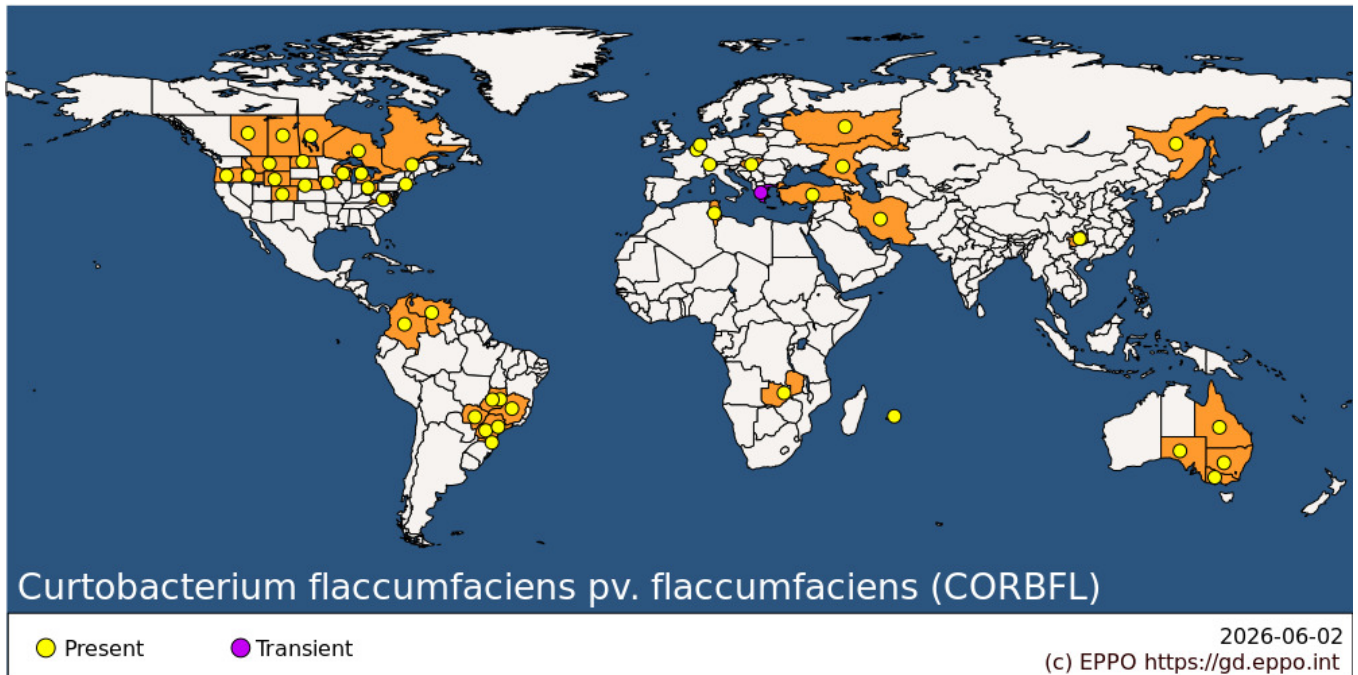 Curtobacterium flaccumfaciens pv. flaccumfaciens (CORBFL)
Present
Transient
2026-06-02
(c) EPPO https://gd.eppo.int